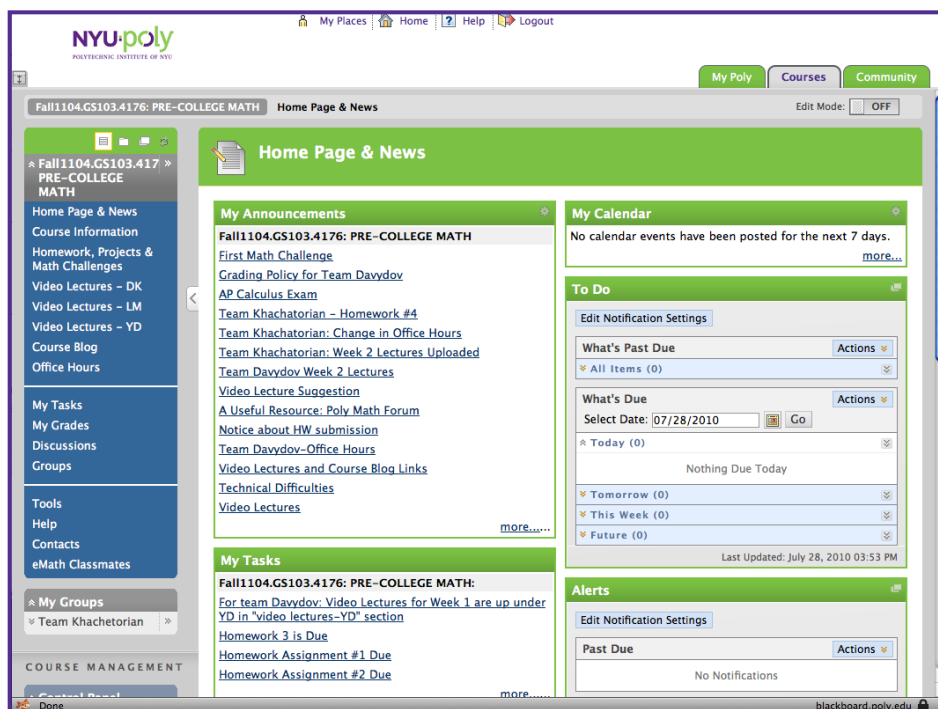 My Places Home ? Help Logout
NYU·poly
POLYTECHNIC INSTITUTE OF NYU
My Poly Courses Community
Fall1104.GS103.4176: PRE-COLLEGE MATH Home Page & News Edit Mode: OFF
Fall1104.GS103.417
PRE-COLLEGE
MATH
Home Page & News
Course Information
Homework, Projects &
Math Challenges
Video Lectures – DK
Video Lectures – LM
Video Lectures – YD
Course Blog
Office Hours
My Tasks
My Grades
Discussions
Groups
Tools
Help
Contacts
eMath Classmates
My Groups
Team Khachetorian
COURSE MANAGEMENT
Control Panel
Home Page & News
My Announcements
Fall1104.GS103.4176: PRE-COLLEGE MATH
First Math Challenge
Grading Policy for Team Davydov
AP Calculus Exam
Team Khachatorian – Homework #4
Team Khachatorian: Change in Office Hours
Team Khachatorian: Week 2 Lectures Uploaded
Team Davydov Week 2 Lectures
Video Lecture Suggestion
A Useful Resource: Poly Math Forum
Notice about HW submission
Team Davydov-Office Hours
Video Lectures and Course Blog Links
Technical Difficulties
Video Lectures
more......
My Tasks
Fall1104.GS103.4176: PRE-COLLEGE MATH:
For team Davydov: Video Lectures for Week 1 are up under
YD in "video lectures-YD" section
Homework 3 is Due
Homework Assignment #1 Due
Homework Assignment #2 Due
more...
My Calendar
No calendar events have been posted for the next 7 days.
more...
To Do
Edit Notification Settings
What's Past Due Actions
All Items (0)
What's Due Actions
Select Date: 07/28/2010 Go
Today (0)
Nothing Due Today
Tomorrow (0)
This Week (0)
Future (0)
Last Updated: July 28, 2010 03:53 PM
Alerts
Edit Notification Settings
Past Due Actions
No Notifications
Done blackboard.poly.edu